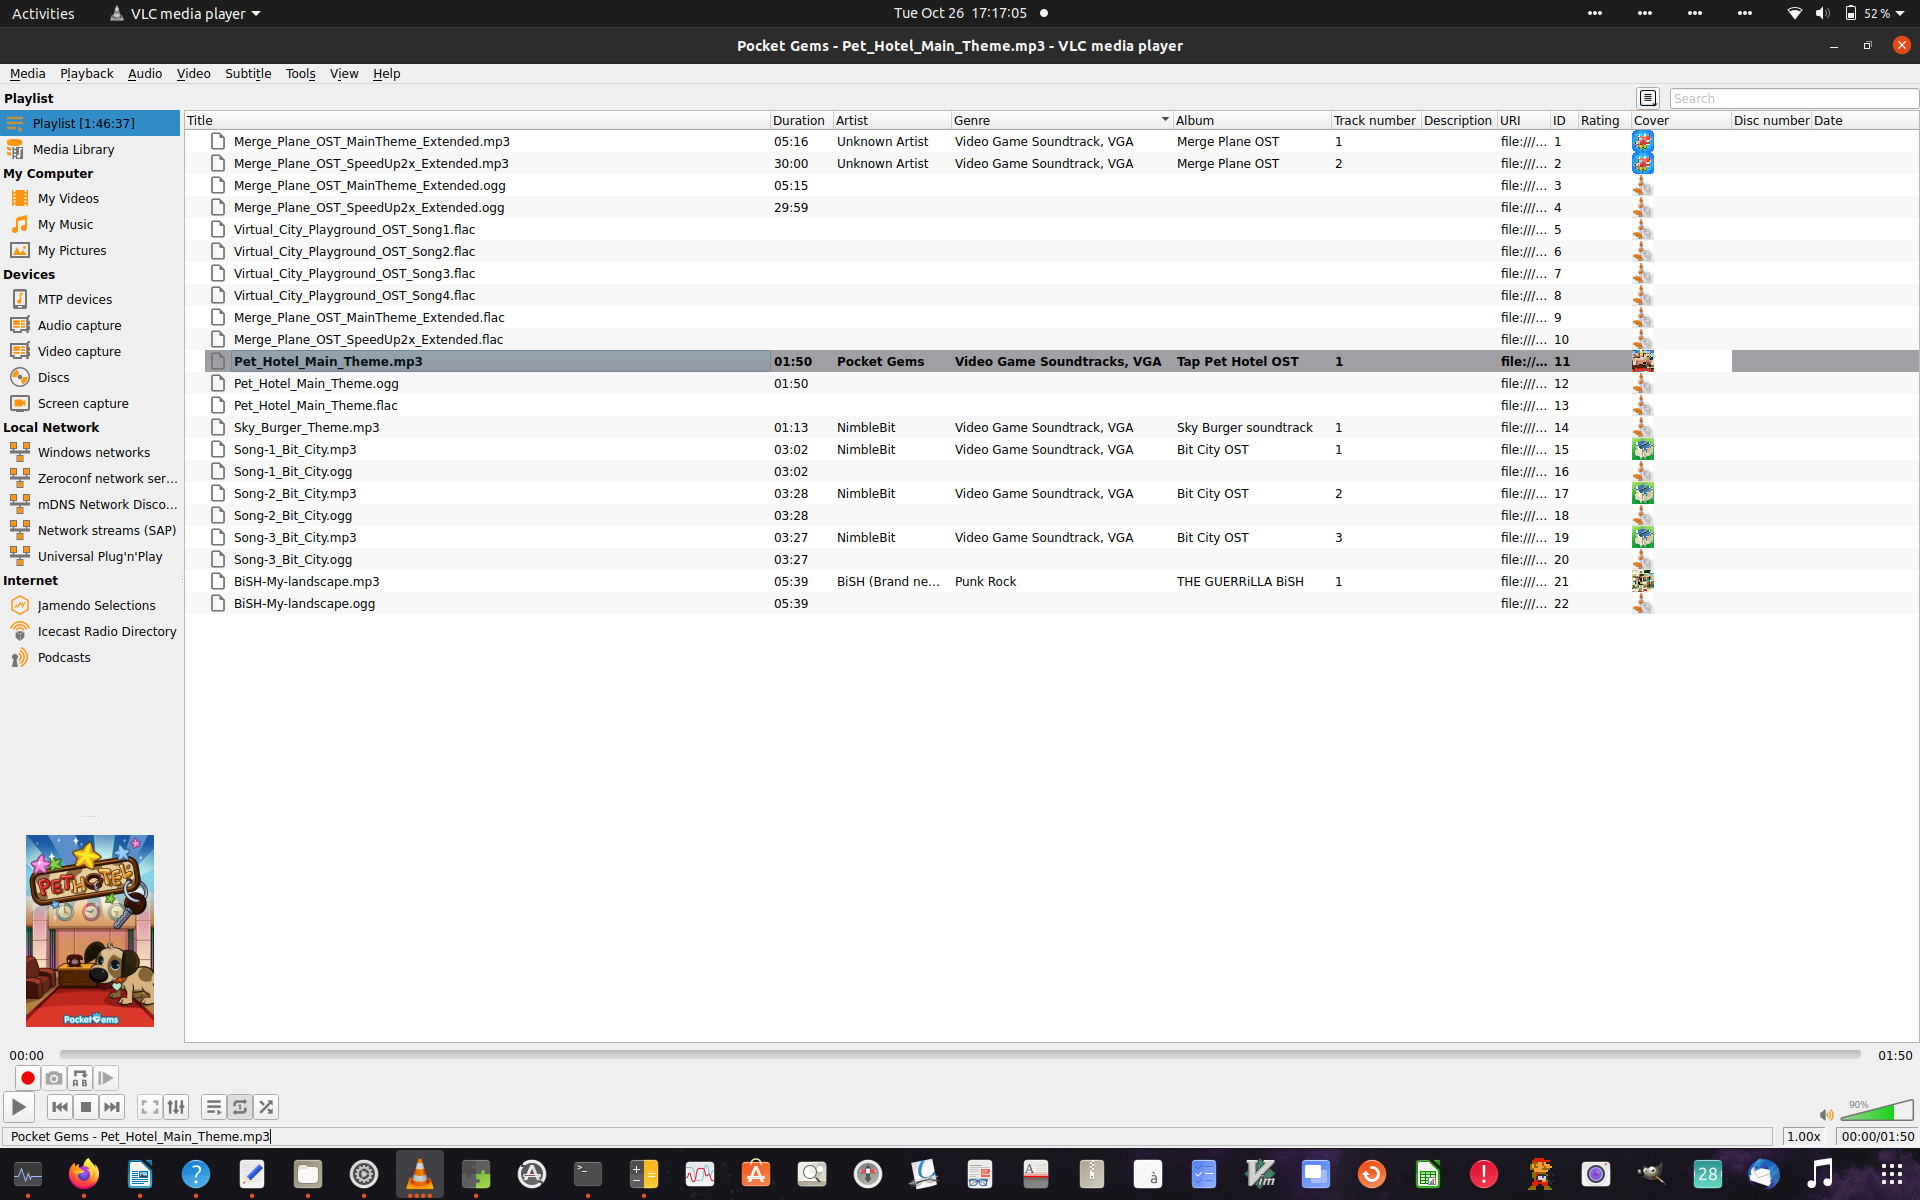 Activities VLC media player Tue Oct 26 17:17:05 52 %
Pocket Gems - Pet_Hotel_Main_Theme.mp3 - VLC media player
Media Playback Audio Video Subtitle Tools View Help
Playlist
Search
Playlist [1:46:37]
Media Library
My Computer
My Videos
My Music
My Pictures
Devices
MTP devices
Audio capture
Video capture
Discs
Screen capture
Local Network
Windows networks
Zeroconf network ser...
mDNS Network Disco...
Network streams (SAP)
Universal Plug'n'Play
Internet
Jamendo Selections
Icecast Radio Directory
Podcasts
Title Duration Artist Genre Album Track number Description URI ID Rating Cover Disc number Date
Merge_Plane_OST_MainTheme_Extended.mp3 05:16 Unknown Artist Video Game Soundtrack, VGA Merge Plane OST 1 file:///... 1
Merge_Plane_OST_SpeedUp2x_Extended.mp3 30:00 Unknown Artist Video Game Soundtrack, VGA Merge Plane OST 2 file:///... 2
Merge_Plane_OST_MainTheme_Extended.ogg 05:15 file:///... 3
Merge_Plane_OST_SpeedUp2x_Extended.ogg 29:59 file:///... 4
Virtual_City_Playground_OST_Song1.flac file:///... 5
Virtual_City_Playground_OST_Song2.flac file:///... 6
Virtual_City_Playground_OST_Song3.flac file:///... 7
Virtual_City_Playground_OST_Song4.flac file:///... 8
Merge_Plane_OST_MainTheme_Extended.flac file:///... 9
Merge_Plane_OST_SpeedUp2x_Extended.flac file:///... 10
Pet_Hotel_Main_Theme.mp3 01:50 Pocket Gems Video Game Soundtracks, VGA Tap Pet Hotel OST 1 file://... 11
Pet_Hotel_Main_Theme.ogg 01:50 file:///... 12
Pet_Hotel_Main_Theme.flac file:///... 13
Sky_Burger_Theme.mp3 01:13 NimbleBit Video Game Soundtrack, VGA Sky Burger soundtrack 1 file:///... 14
Song-1_Bit_City.mp3 03:02 NimbleBit Video Game Soundtrack, VGA Bit City OST 1 file:///... 15
Song-1_Bit_City.ogg 03:02 file:///... 16
Song-2_Bit_City.mp3 03:28 NimbleBit Video Game Soundtrack, VGA Bit City OST 2 file:///... 17
Song-2_Bit_City.ogg 03:28 file:///... 18
Song-3_Bit_City.mp3 03:27 NimbleBit Video Game Soundtrack, VGA Bit City OST 3 file:///... 19
Song-3_Bit_City.ogg 03:27 file:///... 20
BiSH-My-landscape.mp3 05:39 BiSH (Brand ne... Punk Rock THE GUERRiLLA BiSH 1 file:///... 21
BiSH-My-landscape.ogg 05:39 file:///... 22
PET HOTEL
PocketGems
00:00 01:50
A B
90%
Pocket Gems - Pet_Hotel_Main_Theme.mp3 1.00x 00:00/01:50
28